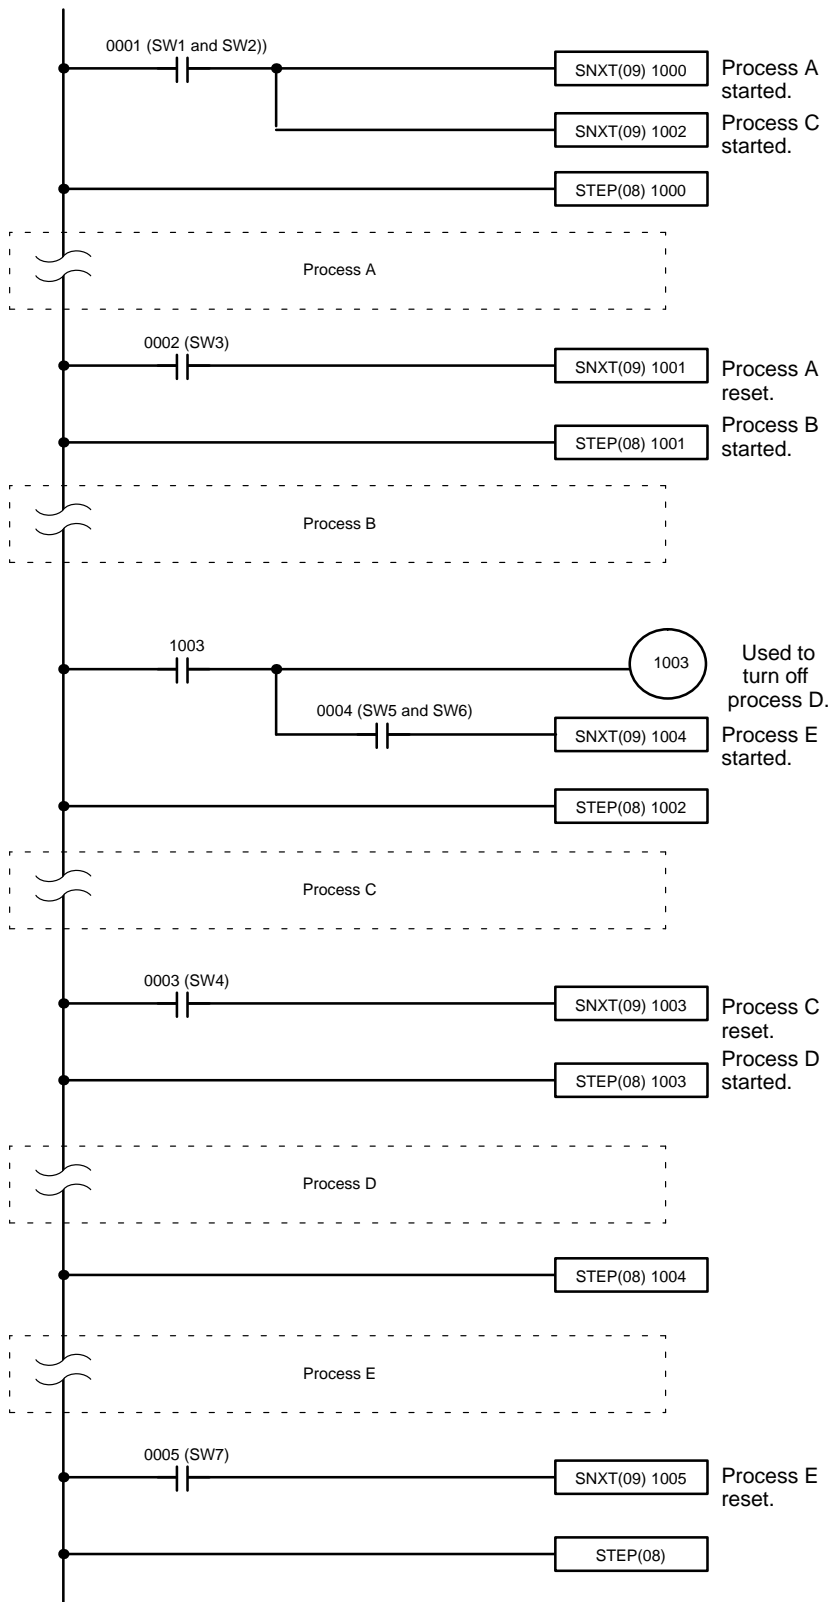 0001 (SW1 and SW2))
SNXT(09) 1000
Process A
started.
SNXT(09) 1002
Process C
started.
STEP(08) 1000
Process A
0002 (SW3)
SNXT(09) 1001
Process A
reset.
STEP(08) 1001
Process B
started.
Process B
1003
1003
Used to
turn off
process D.
0004 (SW5 and SW6)
SNXT(09) 1004
Process E
started.
STEP(08) 1002
Process C
0003 (SW4)
SNXT(09) 1003
Process C
reset.
STEP(08) 1003
Process D
started.
Process D
STEP(08) 1004
Process E
0005 (SW7)
SNXT(09) 1005
Process E
reset.
STEP(08)